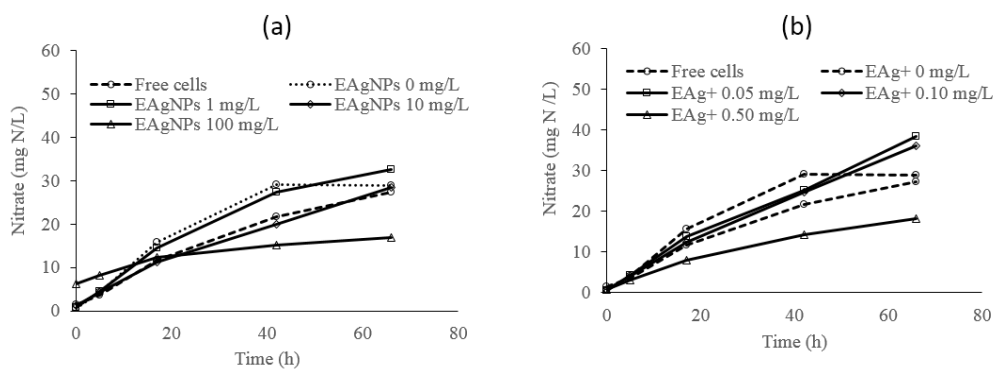 (a)
60
50
40
30
20
10
0
Nitrate (mg N/L)
Free cells
EAgNPs 0 mg/L
EAgNPs 1 mg/L
EAgNPs 10 mg/L
EAgNPs 100 mg/L
0 20 40 60 80
Time (h)
(b)
60
50
40
30
20
10
0
Nitrate (mg N /L)
Free cells
EAg+ 0 mg/L
EAg+ 0.05 mg/L
EAg+ 0.10 mg/L
EAg+ 0.50 mg/L
0 20 40 60 80
Time (h)